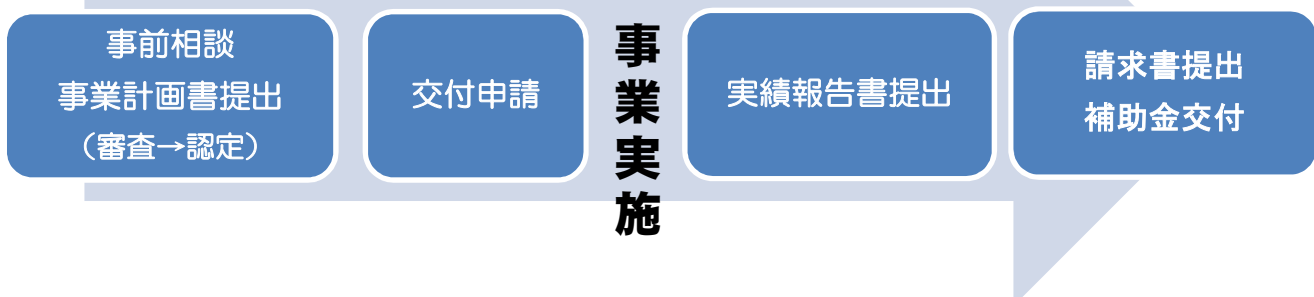 事前相談
事業計画書提出
（審査→認定）
交付申請
事業実施
実績報告書提出
請求書提出
補助金交付